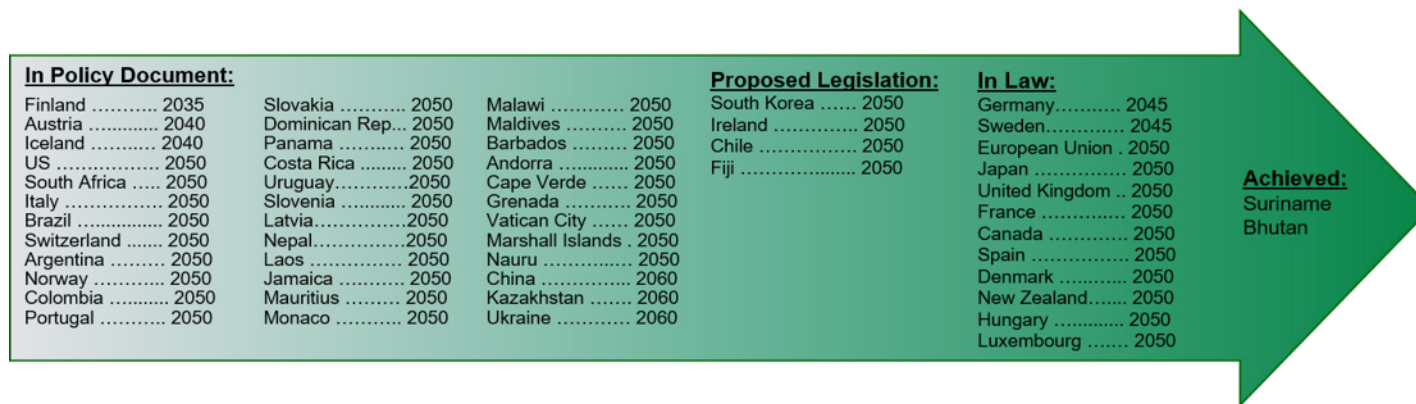 In Policy Document:
Finland ……….. 2035
Austria …......... 2040
Iceland ……….. 2040
US ……………. 2050
South Africa ….. 2050
Italy ……………. 2050
Brazil …............ 2050
Switzerland ....... 2050
Argentina ……… 2050
Norway ………... 2050
Colombia …........ 2050
Portugal ……….. 2050
Slovakia ……….. 2050
Dominican Rep... 2050
Panama ……….. 2050
Costa Rica ......... 2050
Uruguay…………2050
Slovenia …......... 2050
Latvia……………2050
Nepal……………2050
Laos ……………. 2050
Jamaica ……….. 2050
Mauritius ……… 2050
Monaco ……….. 2050
Malawi …………. 2050
Maldives ………. 2050
Barbados ……… 2050
Andorra…........... 2050
Cape Verde …… 2050
Grenada ……….. 2050
Vatican City …… 2050
Marshall Islands . 2050
Nauru …............. 2050
China ………….. 2060
Kazakhstan ……. 2060
Ukraine ………… 2060
Proposed Legislation:
South Korea …… 2050
Ireland ………….. 2050
Chile ……………. 2050
Fiji ………….……. 2050
In Law:
Germany……….. 2045
Sweden…………. 2045
European Union . 2050
Japan …………… 2050
United Kingdom .. 2050
France ………..... 2050
Canada ………… 2050
Spain …………… 2050
Denmark …......... 2050
New Zealand……. 2050
Hungary …......... 2050
Luxembourg ……. 2050
Achieved:
Suriname
Bhutan